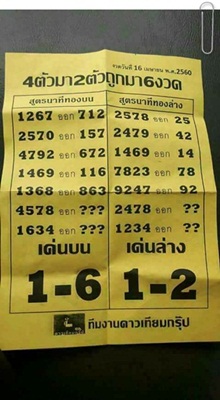 งวดวันที่ 16 เมษายน พ.ศ.2560
4ตัวมา2ตัวถูกมา6งวด
สูตรนาทีทองบน สูตรนาทีทองล่าง
1267 ออก 712 2578 ออก 25
2570 ออก 157 2479 ออก 42
4792 ออก 672 1469 ออก 14
1469 ออก 116 7823 ออก 78
1368 ออก 863 9247 ออก 92
4578 ออก ??? 2478 ออก ??
1634 ออก ??? 1234 ออก ??
เด่นบน เด่นล่าง
1-6 1-2
ทีมงานดาวเทียมกรุ๊ป